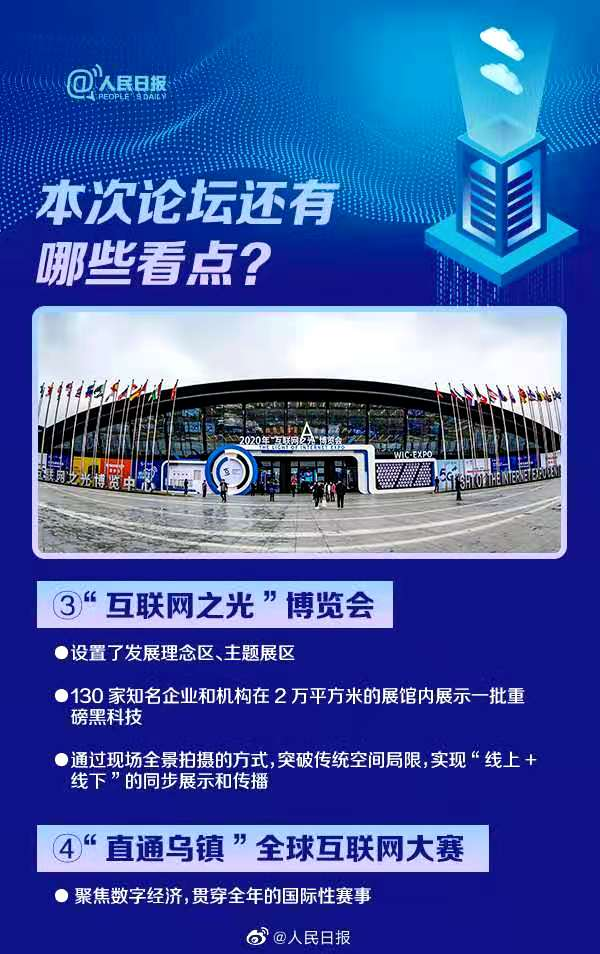 @人民日报
PEOPLE'S DAILY
本次论坛还有
哪些看点?
2020年“互联网之光”博览会
THE LIGHT OF INTERNET EXPO
WIC-EXPO
联网之光博览中心
GHT OF THE INTERNET EXPO
③“互联网之光”博览会
●设置了发展理念区、主题展区
●130 家知名企业和机构在 2 万平方米的展馆内展示一批重
磅黑科技
●通过现场全景拍摄的方式,突破传统空间局限,实现“线上 +
线下”的同步展示和传播
④“直通乌镇”全球互联网大赛
● 聚焦数字经济,贯穿全年的国际性赛事
@人民日报